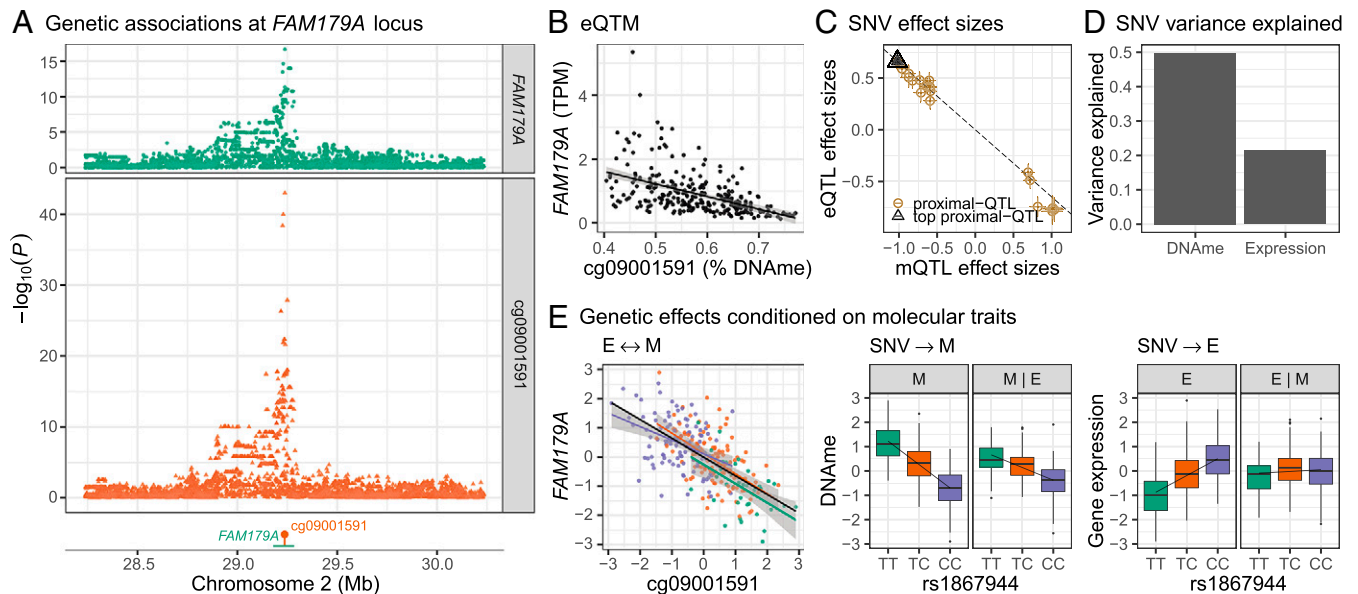 A Genetic associations at FAM179A locus
15
10
5
0
FAM179A
40
30
20
10
0
cg09001591
−log10(P)
cg09001591
FAM179A
28.5 29.0 29.5 30.0
Chromosome 2 (Mb)
B eQTM
FAM179A (TPM)
4
2
0
0.4 0.5 0.6 0.7
cg09001591 (% DNAme)
C SNV effect sizes
eQTL effect sizes
0.5
0.0
−0.5
proximal−QTL
top proximal−QTL
−1.0 −0.5 0.0 0.5 1.0
mQTL effect sizes
D SNV variance explained
Variance explained
0.5
0.4
0.3
0.2
0.1
0.0
DNAme Expression
E Genetic effects conditioned on molecular traits
E ↔ M
FAM179A
3
2
1
0
−1
−2
−3
−3 −2 −1 0 1 2 3
cg09001591
SNV → M
M M | E
DNAme
3
2
1
0
−1
−2
−3
TT TC CC TT TC CC
rs1867944
SNV → E
E E | M
Gene expression
3
2
1
0
−1
−2
−3
TT TC CC TT TC CC
rs1867944